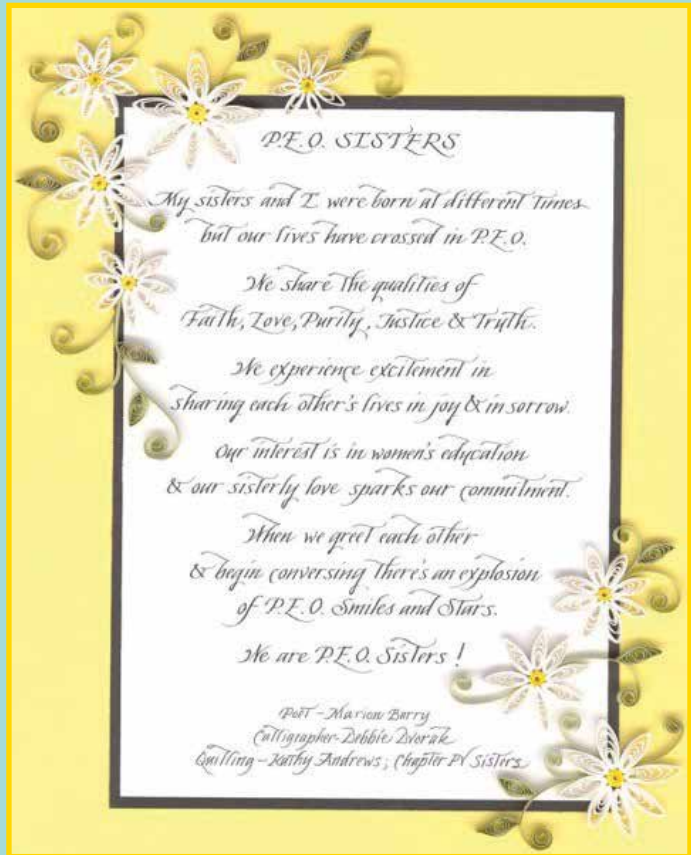 P.E.O. SISTERS
My sisters and I were born at different times
but our lives have crossed in P.E.O.
We share the qualities of
Faith, Love, Purity, Justice & Truth.
We experience excitement in
sharing each other's lives in joy & in sorrow.
Our interest is in women's education
& our sisterly love sparks our commitment.
When we greet each other
& begin conversing there's an explosion
of P.E.O. Smiles and Stars.
We are P.E.O. Sisters!
Poet - Marion Barry
Calligrapher - Debbie Dvorak
Quilling - Kathy Andrews; Chapter PV Sisters